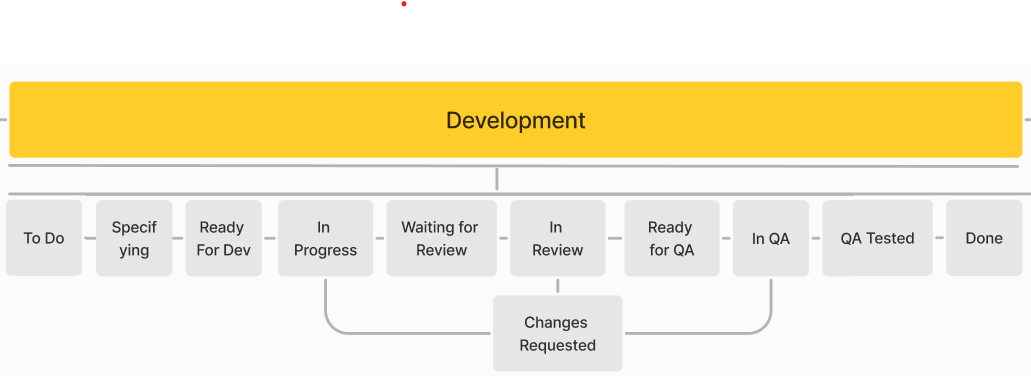 Development
To Do
Specif
ying
Ready
For Dev
In
Progress
Waiting for
Review
In
Review
Ready
for QA
In QA
QA Tested
Done
Changes
Requested